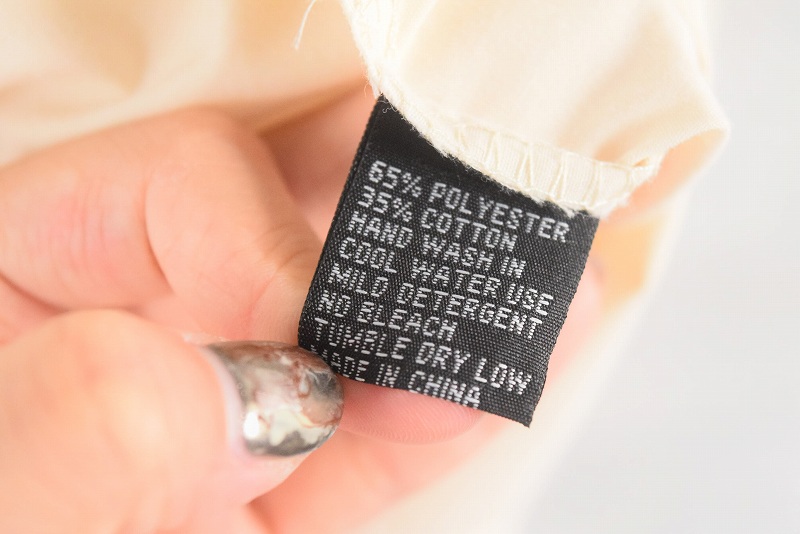 65% POLYESTER
35% COTTON
HAND WASH IN
COOL WATER USE
MILD DETERGENT
NO BLEACH
TUMBLE DRY LOW
MADE IN CHINA